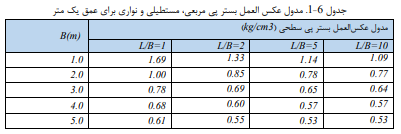 جدول 6-1. مدول عکس العمل بستر پی مربعی، مستطیلی و نواری برای عمق یک متر
B(m) مدول عکس‌العمل بستر پی سطحی (kg/cm3)
L/B=1 L/B=2 L/B=5 L/B=10
1.0 1.69 1.33 1.14 1.09
2.0 1.00 0.85 0.78 0.77
3.0 0.78 0.69 0.65 0.64
4.0 0.68 0.60 0.57 0.57
5.0 0.61 0.55 0.53 0.53